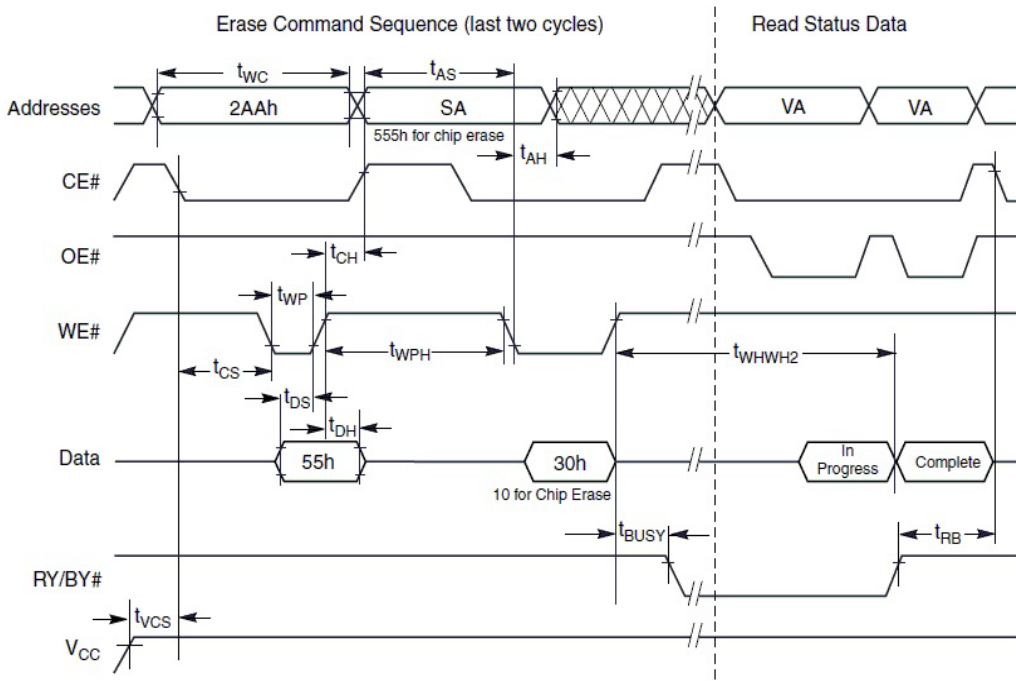 Erase Command Sequence (last two cycles) Read Status Data
tWC tAS
Addresses 2AAh SA VA VA
555h for chip erase
tAH
CE#
OE#
tCH
tWP
WE#
tWPH tWHWH2
tCS
tDS
tDH
Data 55h 30h In Progress Complete
10 for Chip Erase
tBUSY tRB
RY/BY#
tVCS
VCC